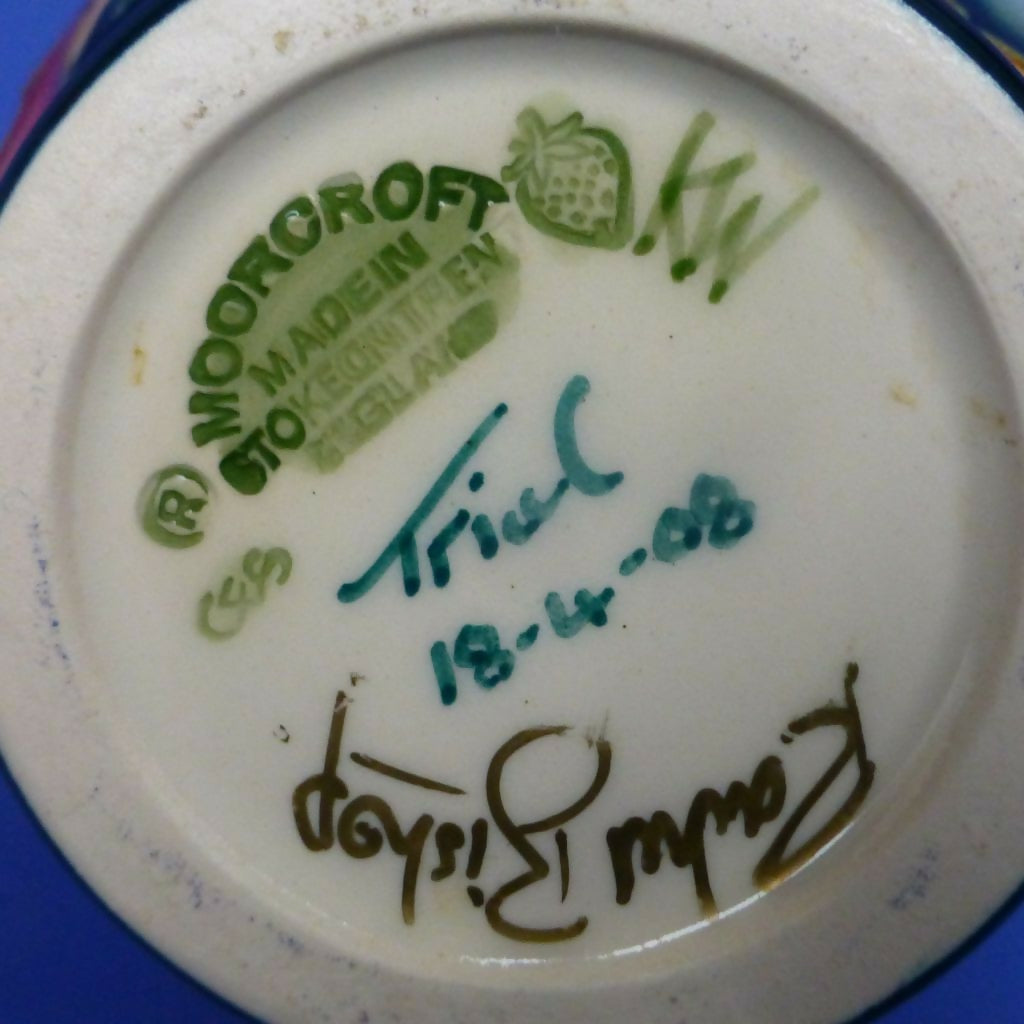 MOORCROFT
MADE IN
STOKE ON TRENT
ENGLAND
®
KW
Trial
18-4-08
Rachel Bishop